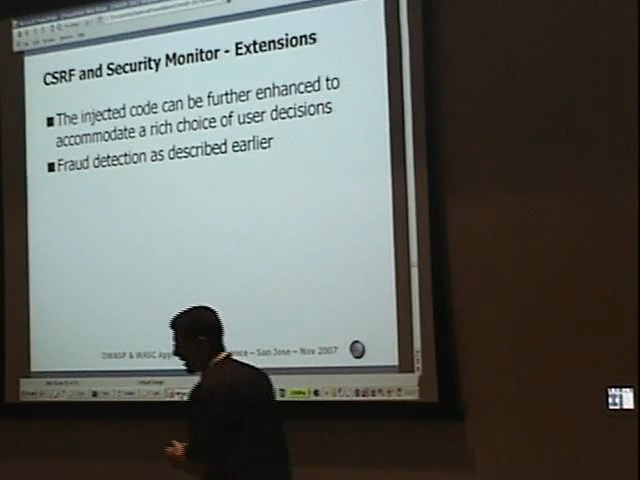 CSRF and Security Monitor - Extensions
The injected code can be further enhanced to
accommodate a rich choice of user decisions
Fraud detection as described earlier
OWASP & WASC – San Jose – Nov 2007